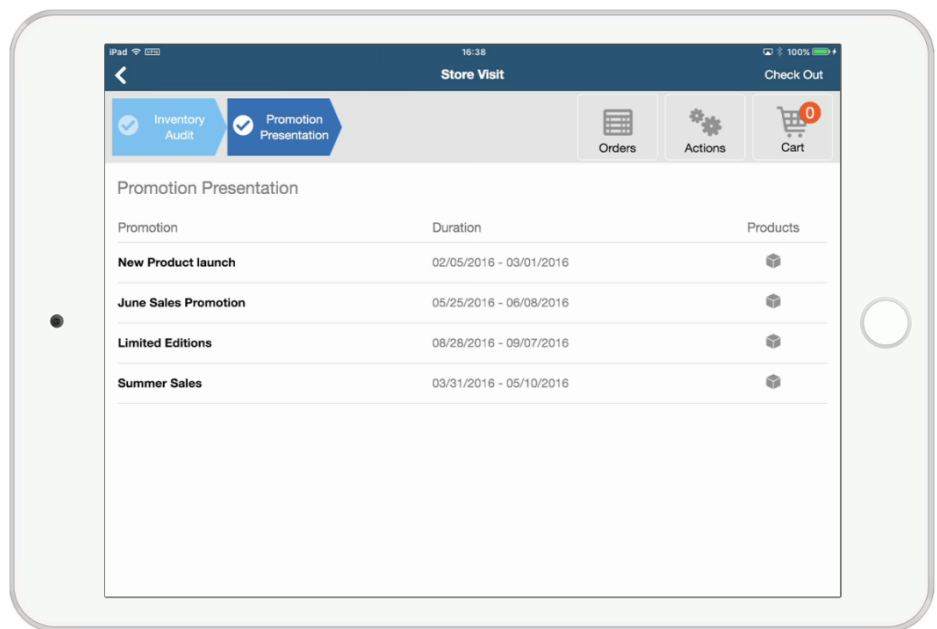 iPad VPN 16:38 100%
Store Visit
Check Out
Inventory
Audit
Promotion
Presentation
Orders
Actions
0
Cart
Promotion Presentation
Promotion Duration Products
New Product launch 02/05/2016 - 03/01/2016
June Sales Promotion 05/25/2016 - 06/08/2016
Limited Editions 08/28/2016 - 09/07/2016
Summer Sales 03/31/2016 - 05/10/2016